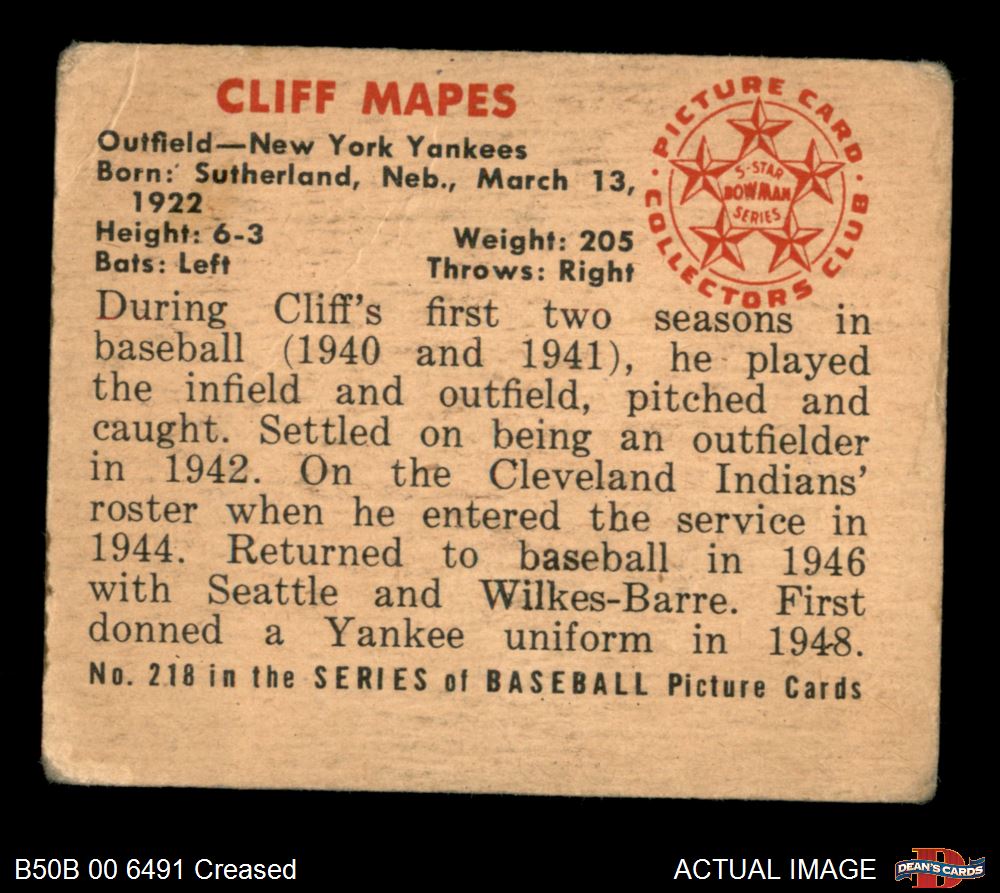 CLIFF MAPES
Outfield—New York Yankees
Born: Sutherland, Neb., March 13,
1922
Height: 6-3 Weight: 205
Bats: Left Throws: Right
PICTURE CARD
COLLECTORS CLUB
5-STAR
BOWMAN
SERIES
During Cliff's first two seasons in
baseball (1940 and 1941), he played
the infield and outfield, pitched and
caught. Settled on being an outfielder
in 1942. On the Cleveland Indians'
roster when he entered the service in
1944. Returned to baseball in 1946
with Seattle and Wilkes-Barre. First
donned a Yankee uniform in 1948.
No. 218 in the SERIES of BASEBALL Picture Cards
B50B 00 6491 Creased ACTUAL IMAGE
DEAN'S CARDS